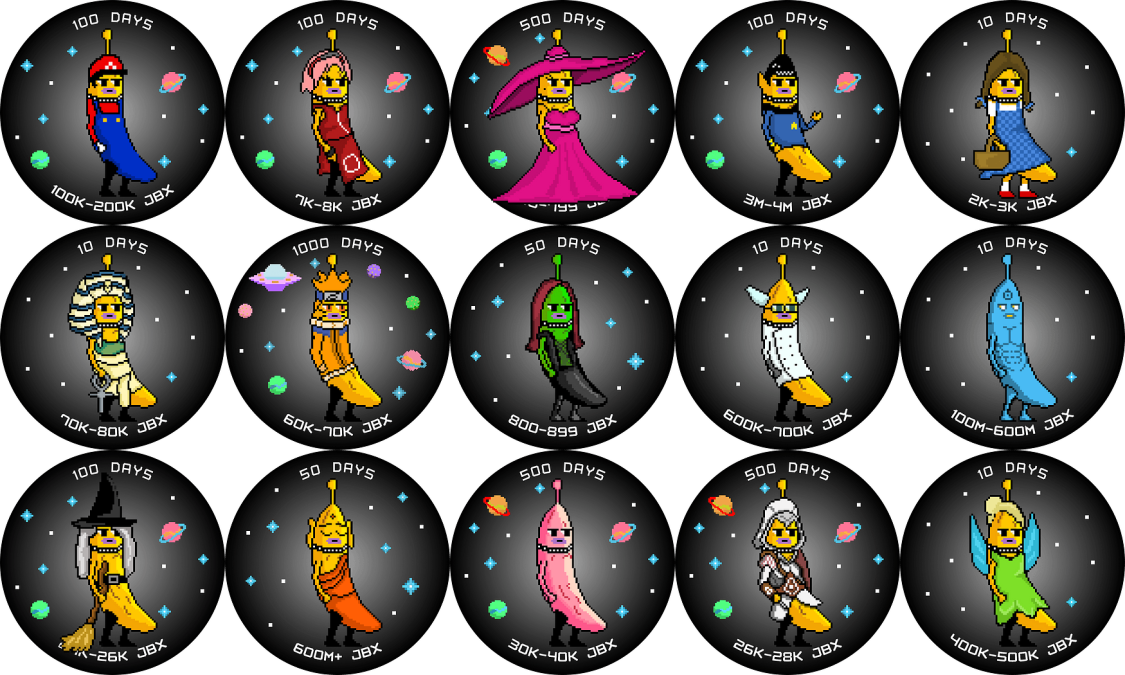 100 DAYS
100K-200K JBX
100 DAYS
7K-8K JBX
500 DAYS
100 DAYS
3M-4M JBX
10 DAYS
2K-3K JBX
10 DAYS
70K-80K JBX
1000 DAYS
60K-70K JBX
50 DAYS
800-899 JBX
10 DAYS
600K-700K JBX
10 DAYS
100M-600M JBX
100 DAYS
JBX
50 DAYS
600M+ JBX
500 DAYS
30K-40K JBX
500 DAYS
26K-28K JBX
10 DAYS
400K-500K JBX